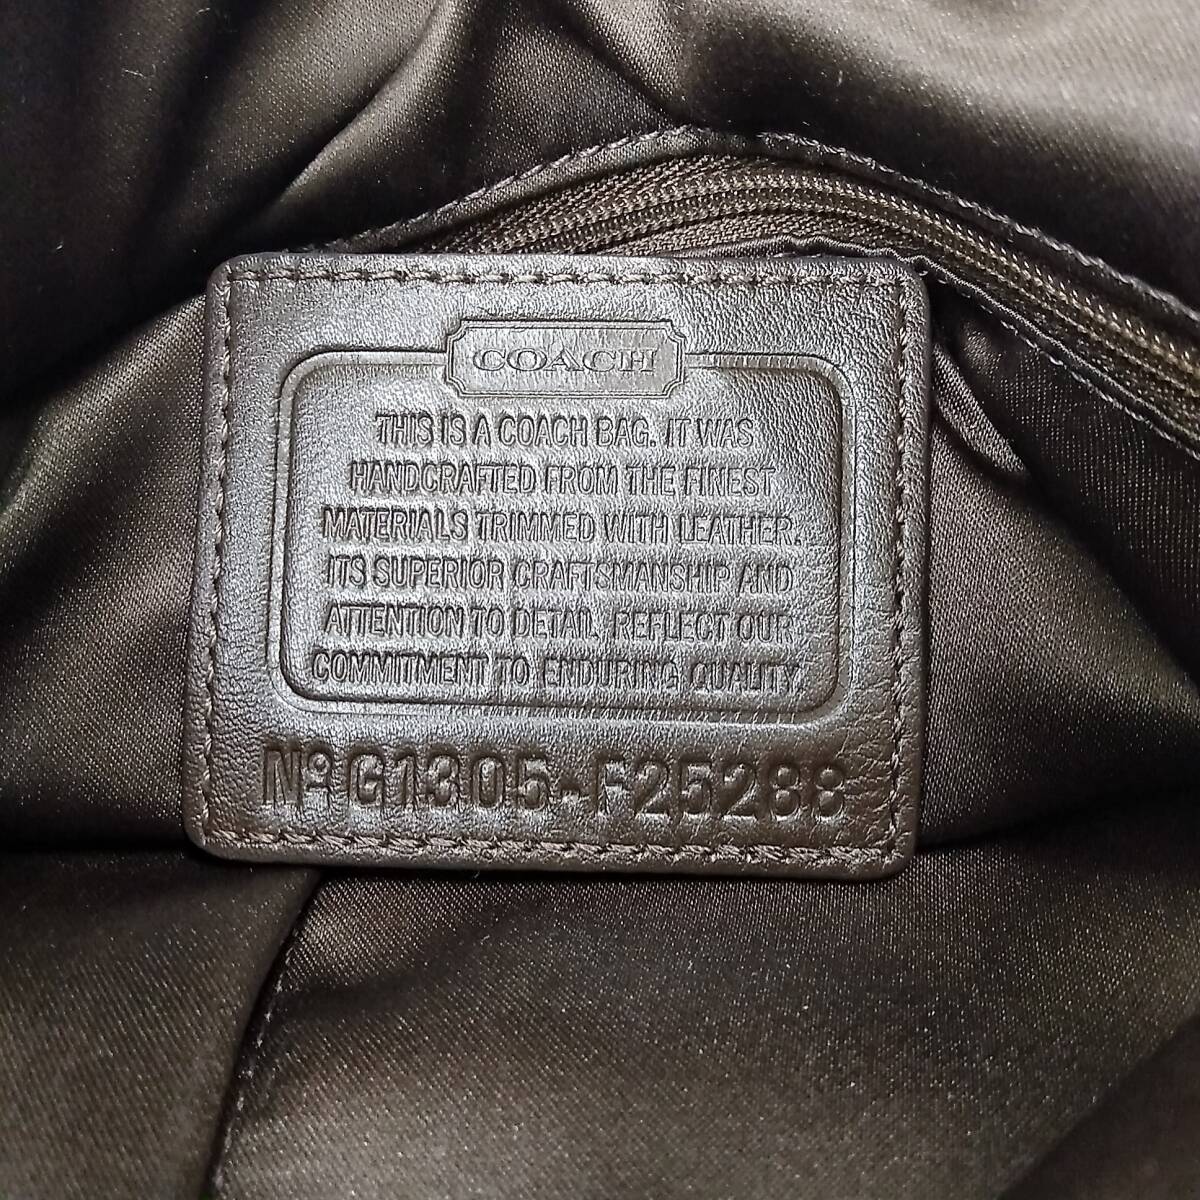 COACH
THIS IS A COACH BAG. IT WAS
HANDCRAFTED FROM THE FINEST
MATERIALS TRIMMED WITH LEATHER.
ITS SUPERIOR CRAFTSMANSHIP AND
ATTENTION TO DETAIL REFLECT OUR
COMMITMENT TO ENDURING QUALITY.
Nº G1305-F25288